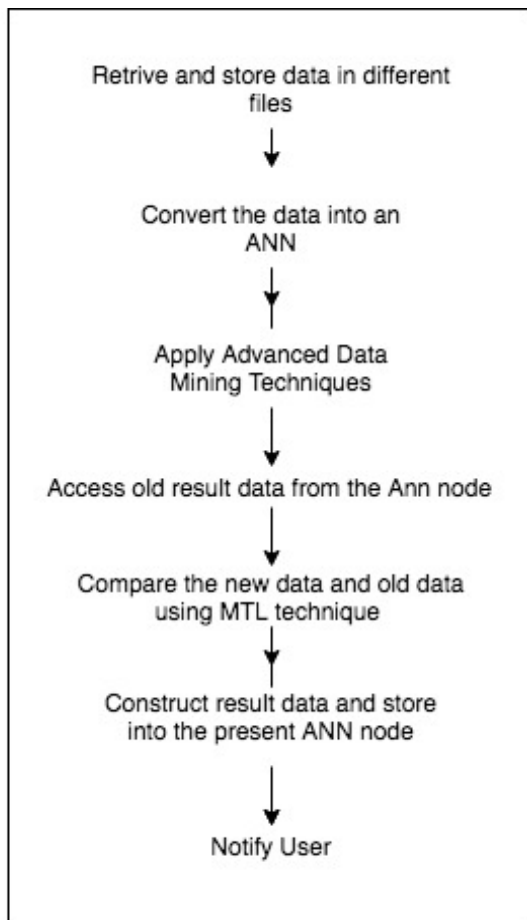 Retrive and store data in different
files
Convert the data into an
ANN
Apply Advanced Data
Mining Techniques
Access old result data from the Ann node
Compare the new data and old data
using MTL technique
Construct result data and store
into the present ANN node
Notify User